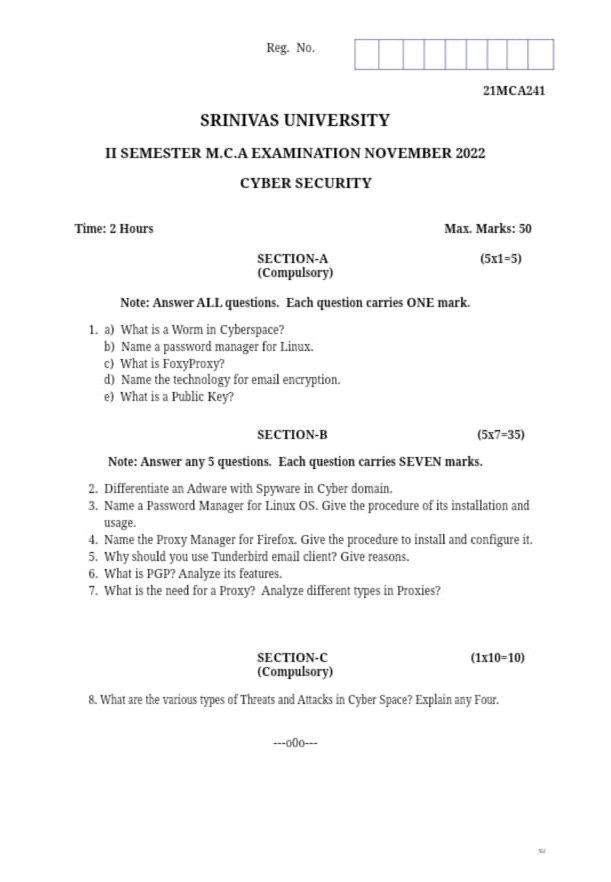 Reg. No.
21MCA241
SRINIVAS UNIVERSITY
II SEMESTER M.C.A EXAMINATION NOVEMBER 2022
CYBER SECURITY
Time: 2 Hours Max. Marks: 50
SECTION-A (5x1=5)
(Compulsory)
Note: Answer ALL questions. Each question carries ONE mark.
1. a) What is a Worm in Cyberspace?
b) Name a password manager for Linux.
c) What is FoxyProxy?
d) Name the technology for email encryption.
e) What is a Public Key?
SECTION-B (5x7=35)
Note: Answer any 5 questions. Each question carries SEVEN marks.
2. Differentiate an Adware with Spyware in Cyber domain.
3. Name a Password Manager for Linux OS. Give the procedure of its installation and
usage.
4. Name the Proxy Manager for Firefox. Give the procedure to install and configure it.
5. Why should you use Tunderbird email client? Give reasons.
6. What is PGP? Analyze its features.
7. What is the need for a Proxy? Analyze different types in Proxies?
SECTION-C (1x10=10)
(Compulsory)
8. What are the various types of Threats and Attacks in Cyber Space? Explain any Four.
---o0o---